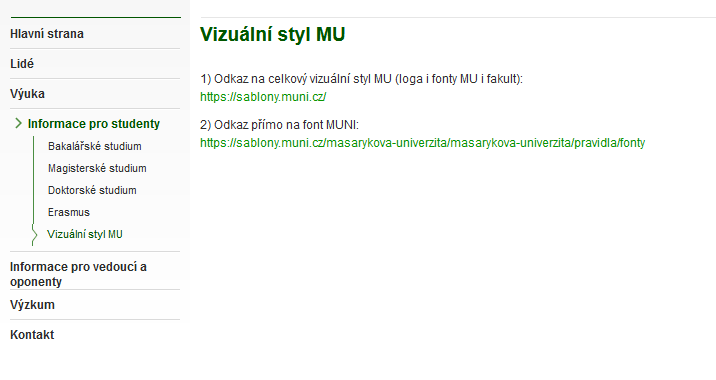 Hlavní strana
Lidé
Výuka
Informace pro studenty
Bakalářské studium
Magisterské studium
Doktorské studium
Erasmus
Vizuální styl MU
Informace pro vedoucí a
oponenty
Výzkum
Kontakt
Vizuální styl MU
1) Odkaz na celkový vizuální styl MU (loga i fonty MU i fakult):
https://sablony.muni.cz/
2) Odkaz přímo na font MUNI:
https://sablony.muni.cz/masarykova-univerzita/masarykova-univerzita/pravidla/fonty